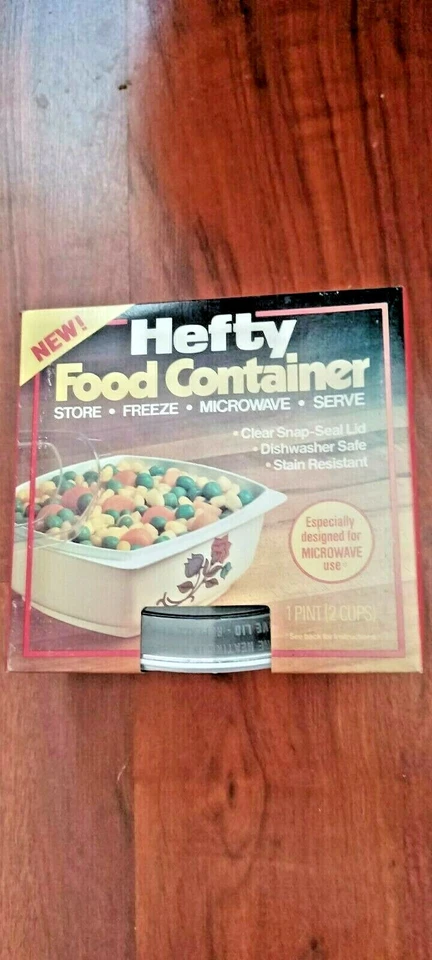 NEW!
Hefty
Food Container
STORE • FREEZE • MICROWAVE • SERVE
• Clear Snap-Seal Lid
• Dishwasher Safe
• Stain Resistant
Especially
designed for
MICROWAVE
use
1 PINT (2 CUPS)
See back for instructions